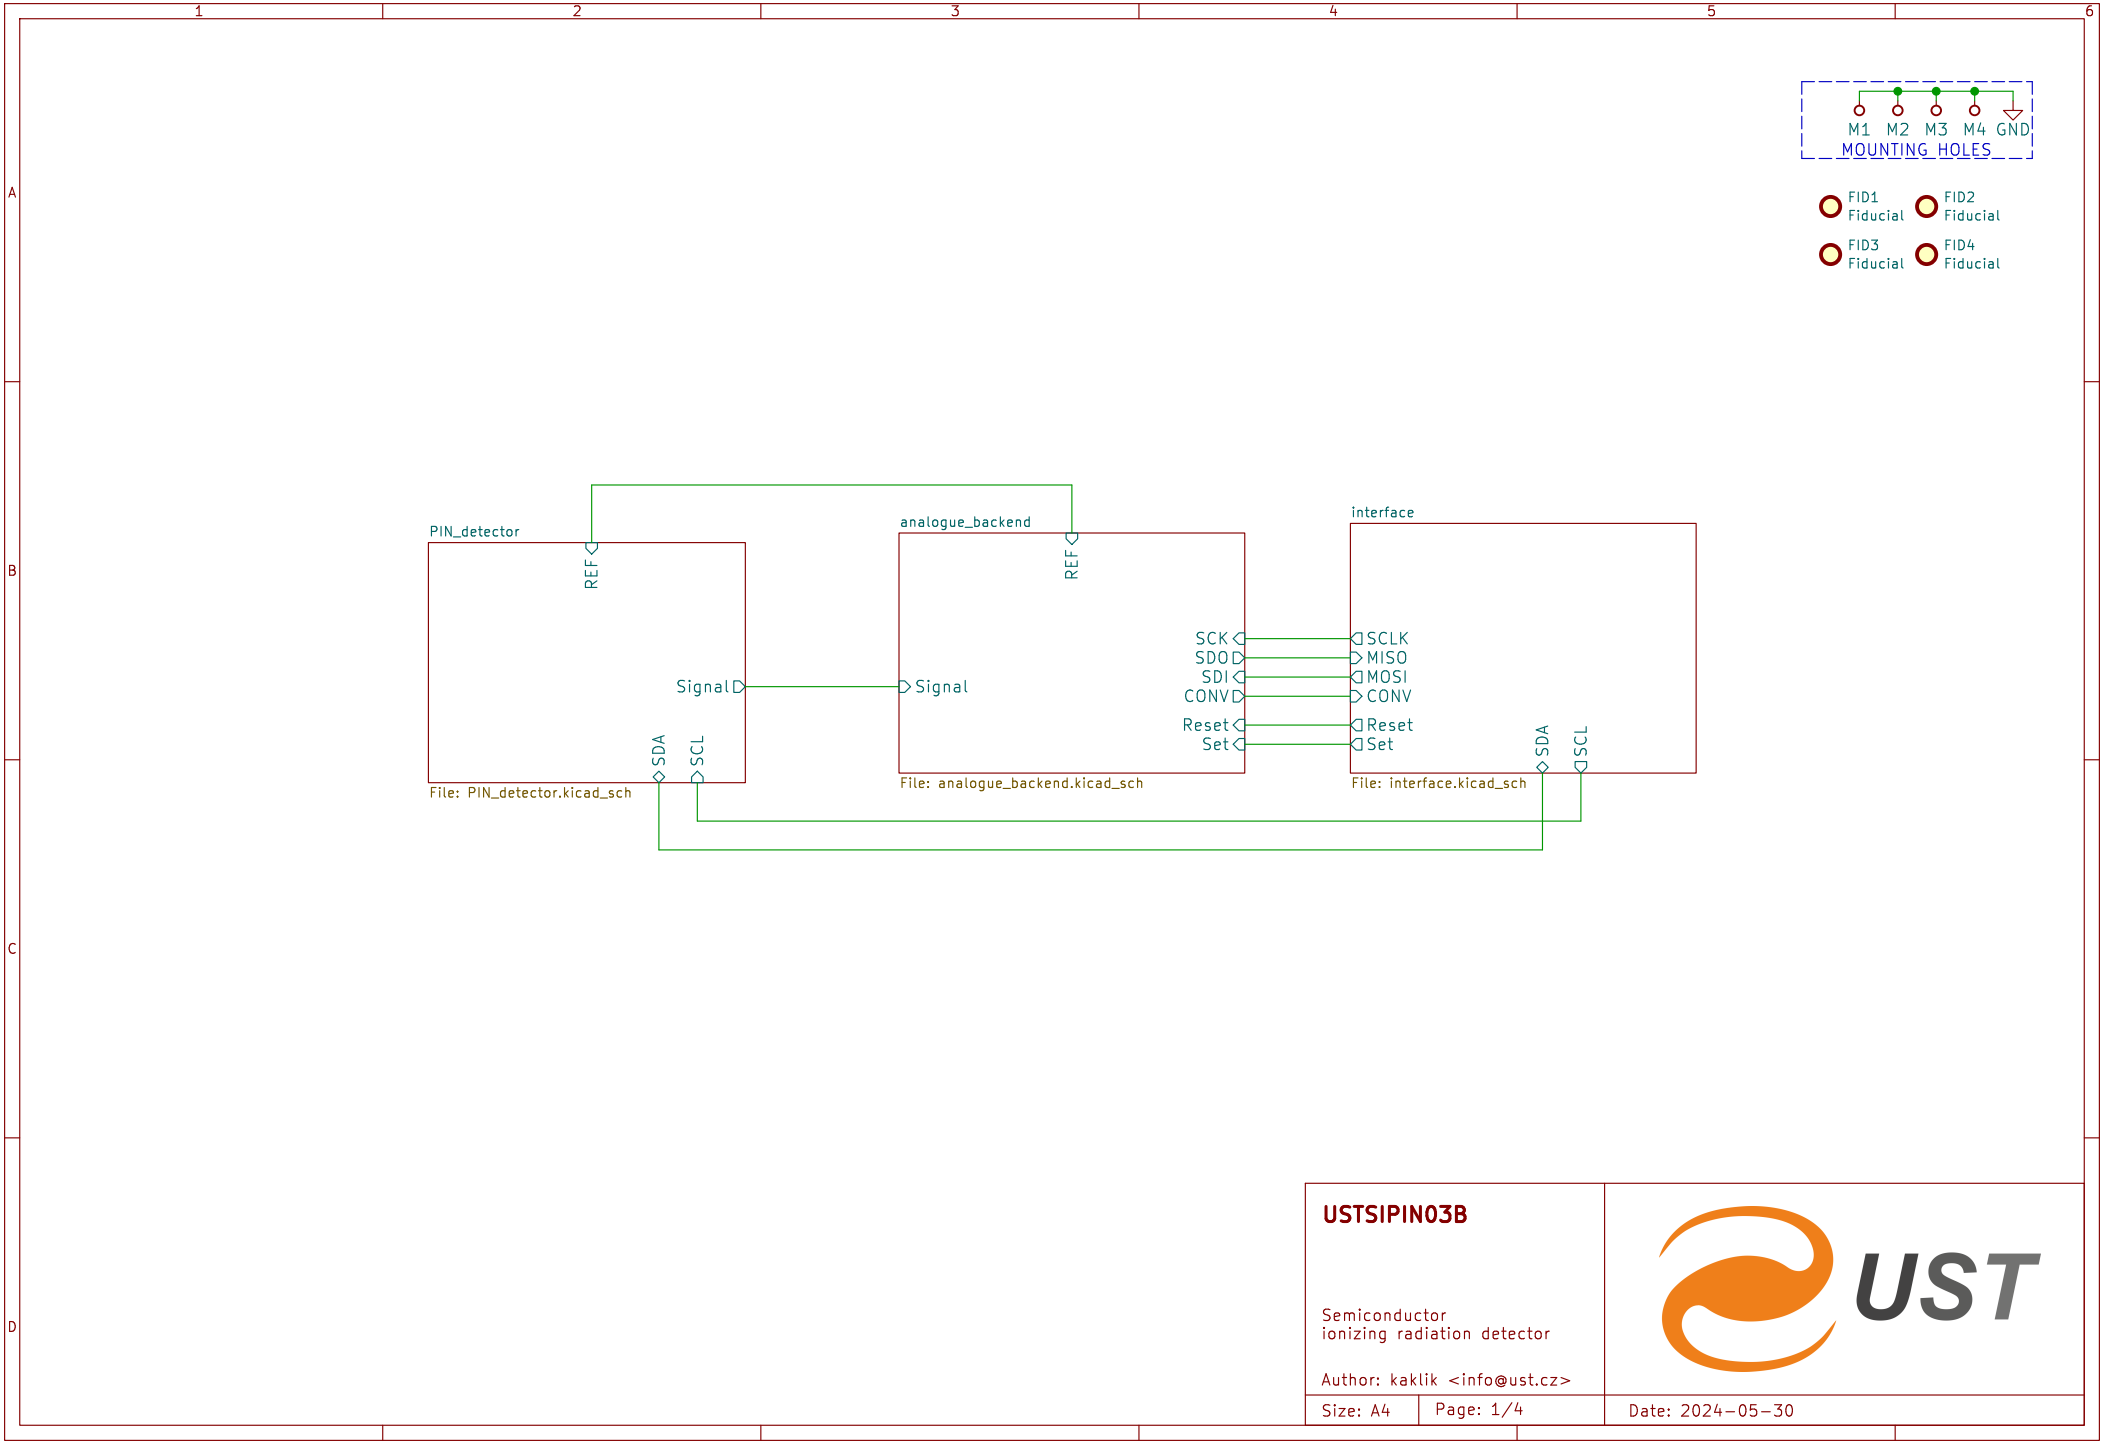 1 2 3 4 5 6
A
B
C
D
M1 M2 M3 M4 GND
MOUNTING HOLES
FID1
Fiducial
FID2
Fiducial
FID3
Fiducial
FID4
Fiducial
PIN_detector
REF
Signal
SDA
SCL
File: PIN_detector.kicad_sch
analogue_backend
REF
Signal
SCK
SDO
SDI
CONV
Reset
Set
File: analogue_backend.kicad_sch
interface
SCLK
MISO
MOSI
CONV
Reset
Set
SDA
SCL
File: interface.kicad_sch
USTSIPIN03B
Semiconductor
ionizing radiation detector
Author: kaklik <info@ust.cz>
Size: A4
Page: 1/4
Date: 2024-05-30
UST